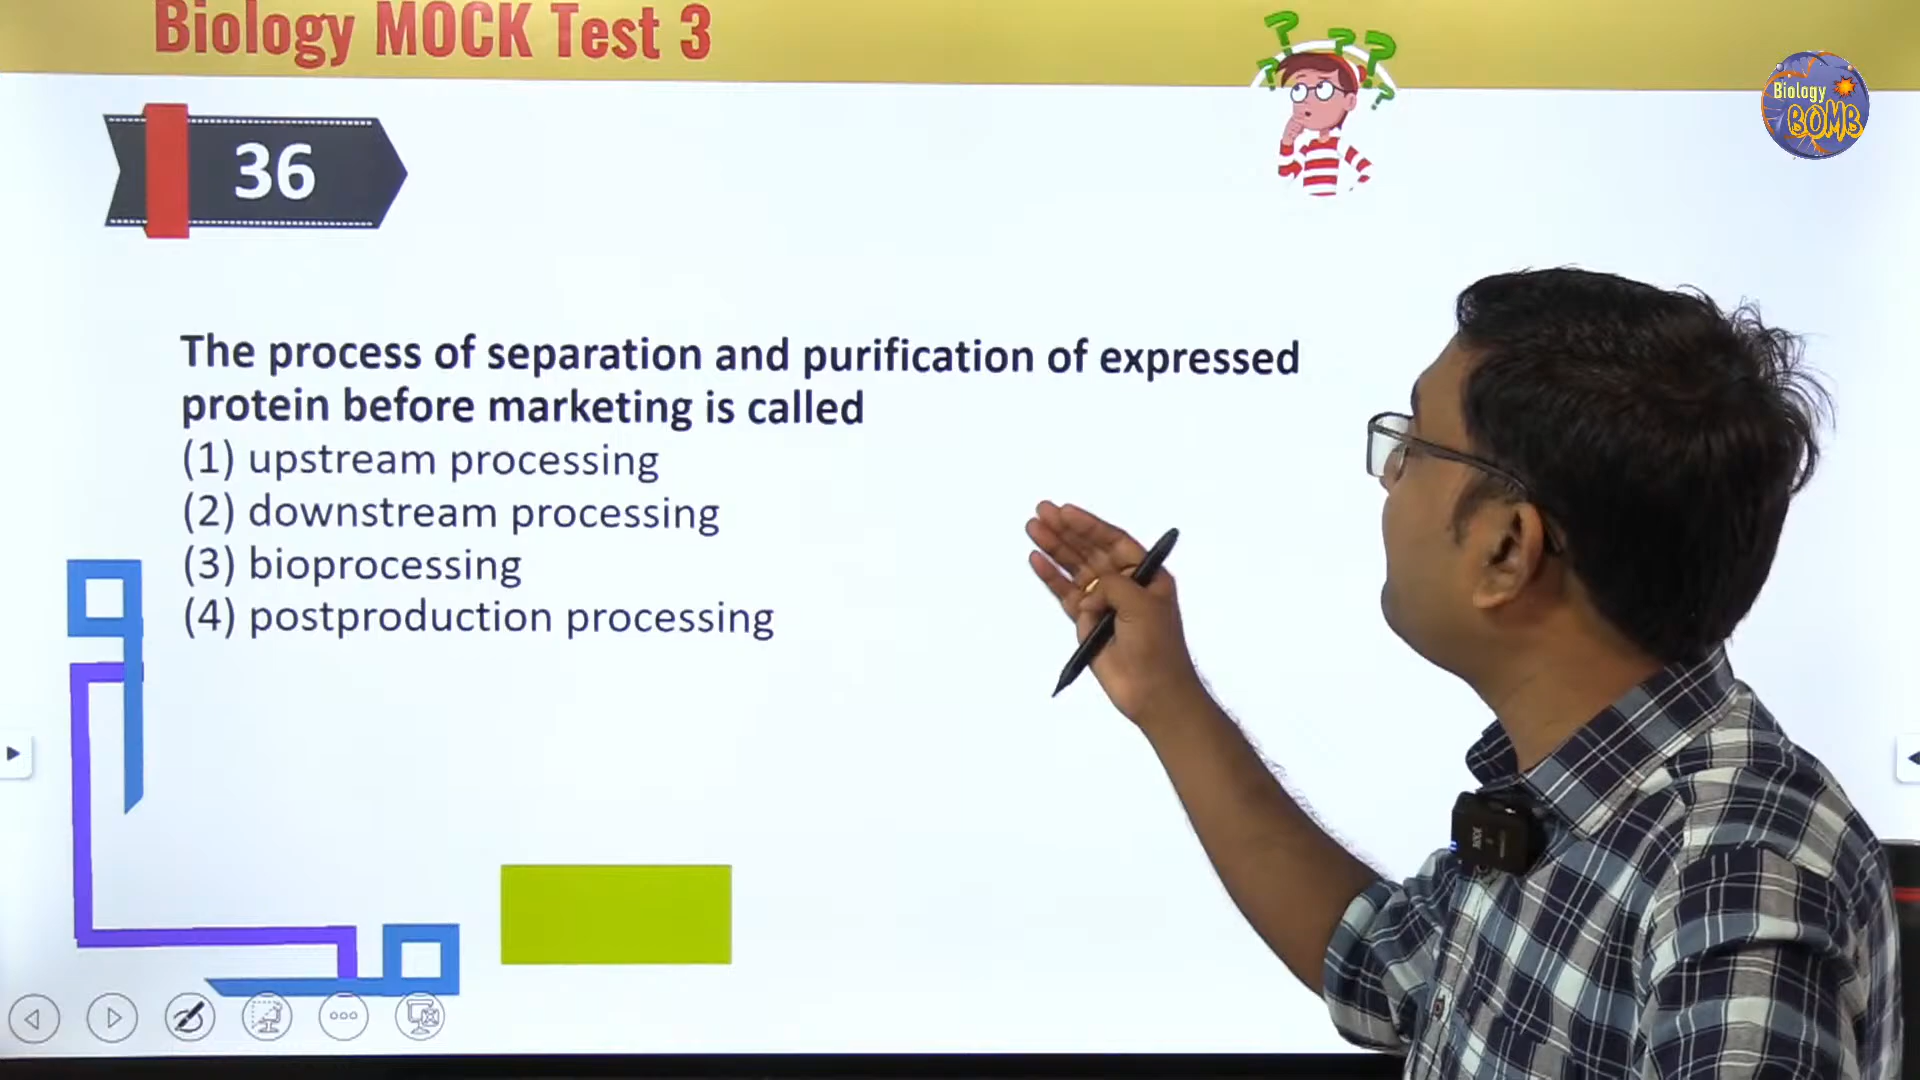 Biology MOCK Test 3
Biology
BOMB
36
The process of separation and purification of expressed
protein before marketing is called
(1) upstream processing
(2) downstream processing
(3) bioprocessing
(4) postproduction processing